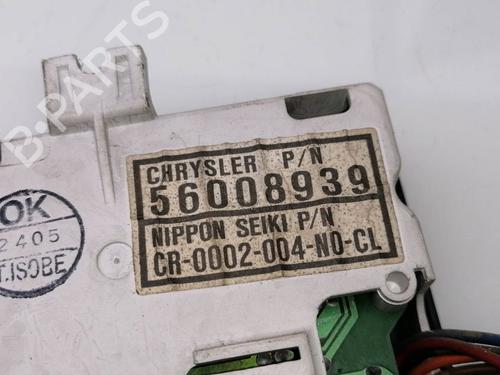 B-PARTS
CHRYSLER P/N
56008939
NIPPON SEIKI P/N
CR-0002-004-NO-CL
OK
2405
T.ISOBE